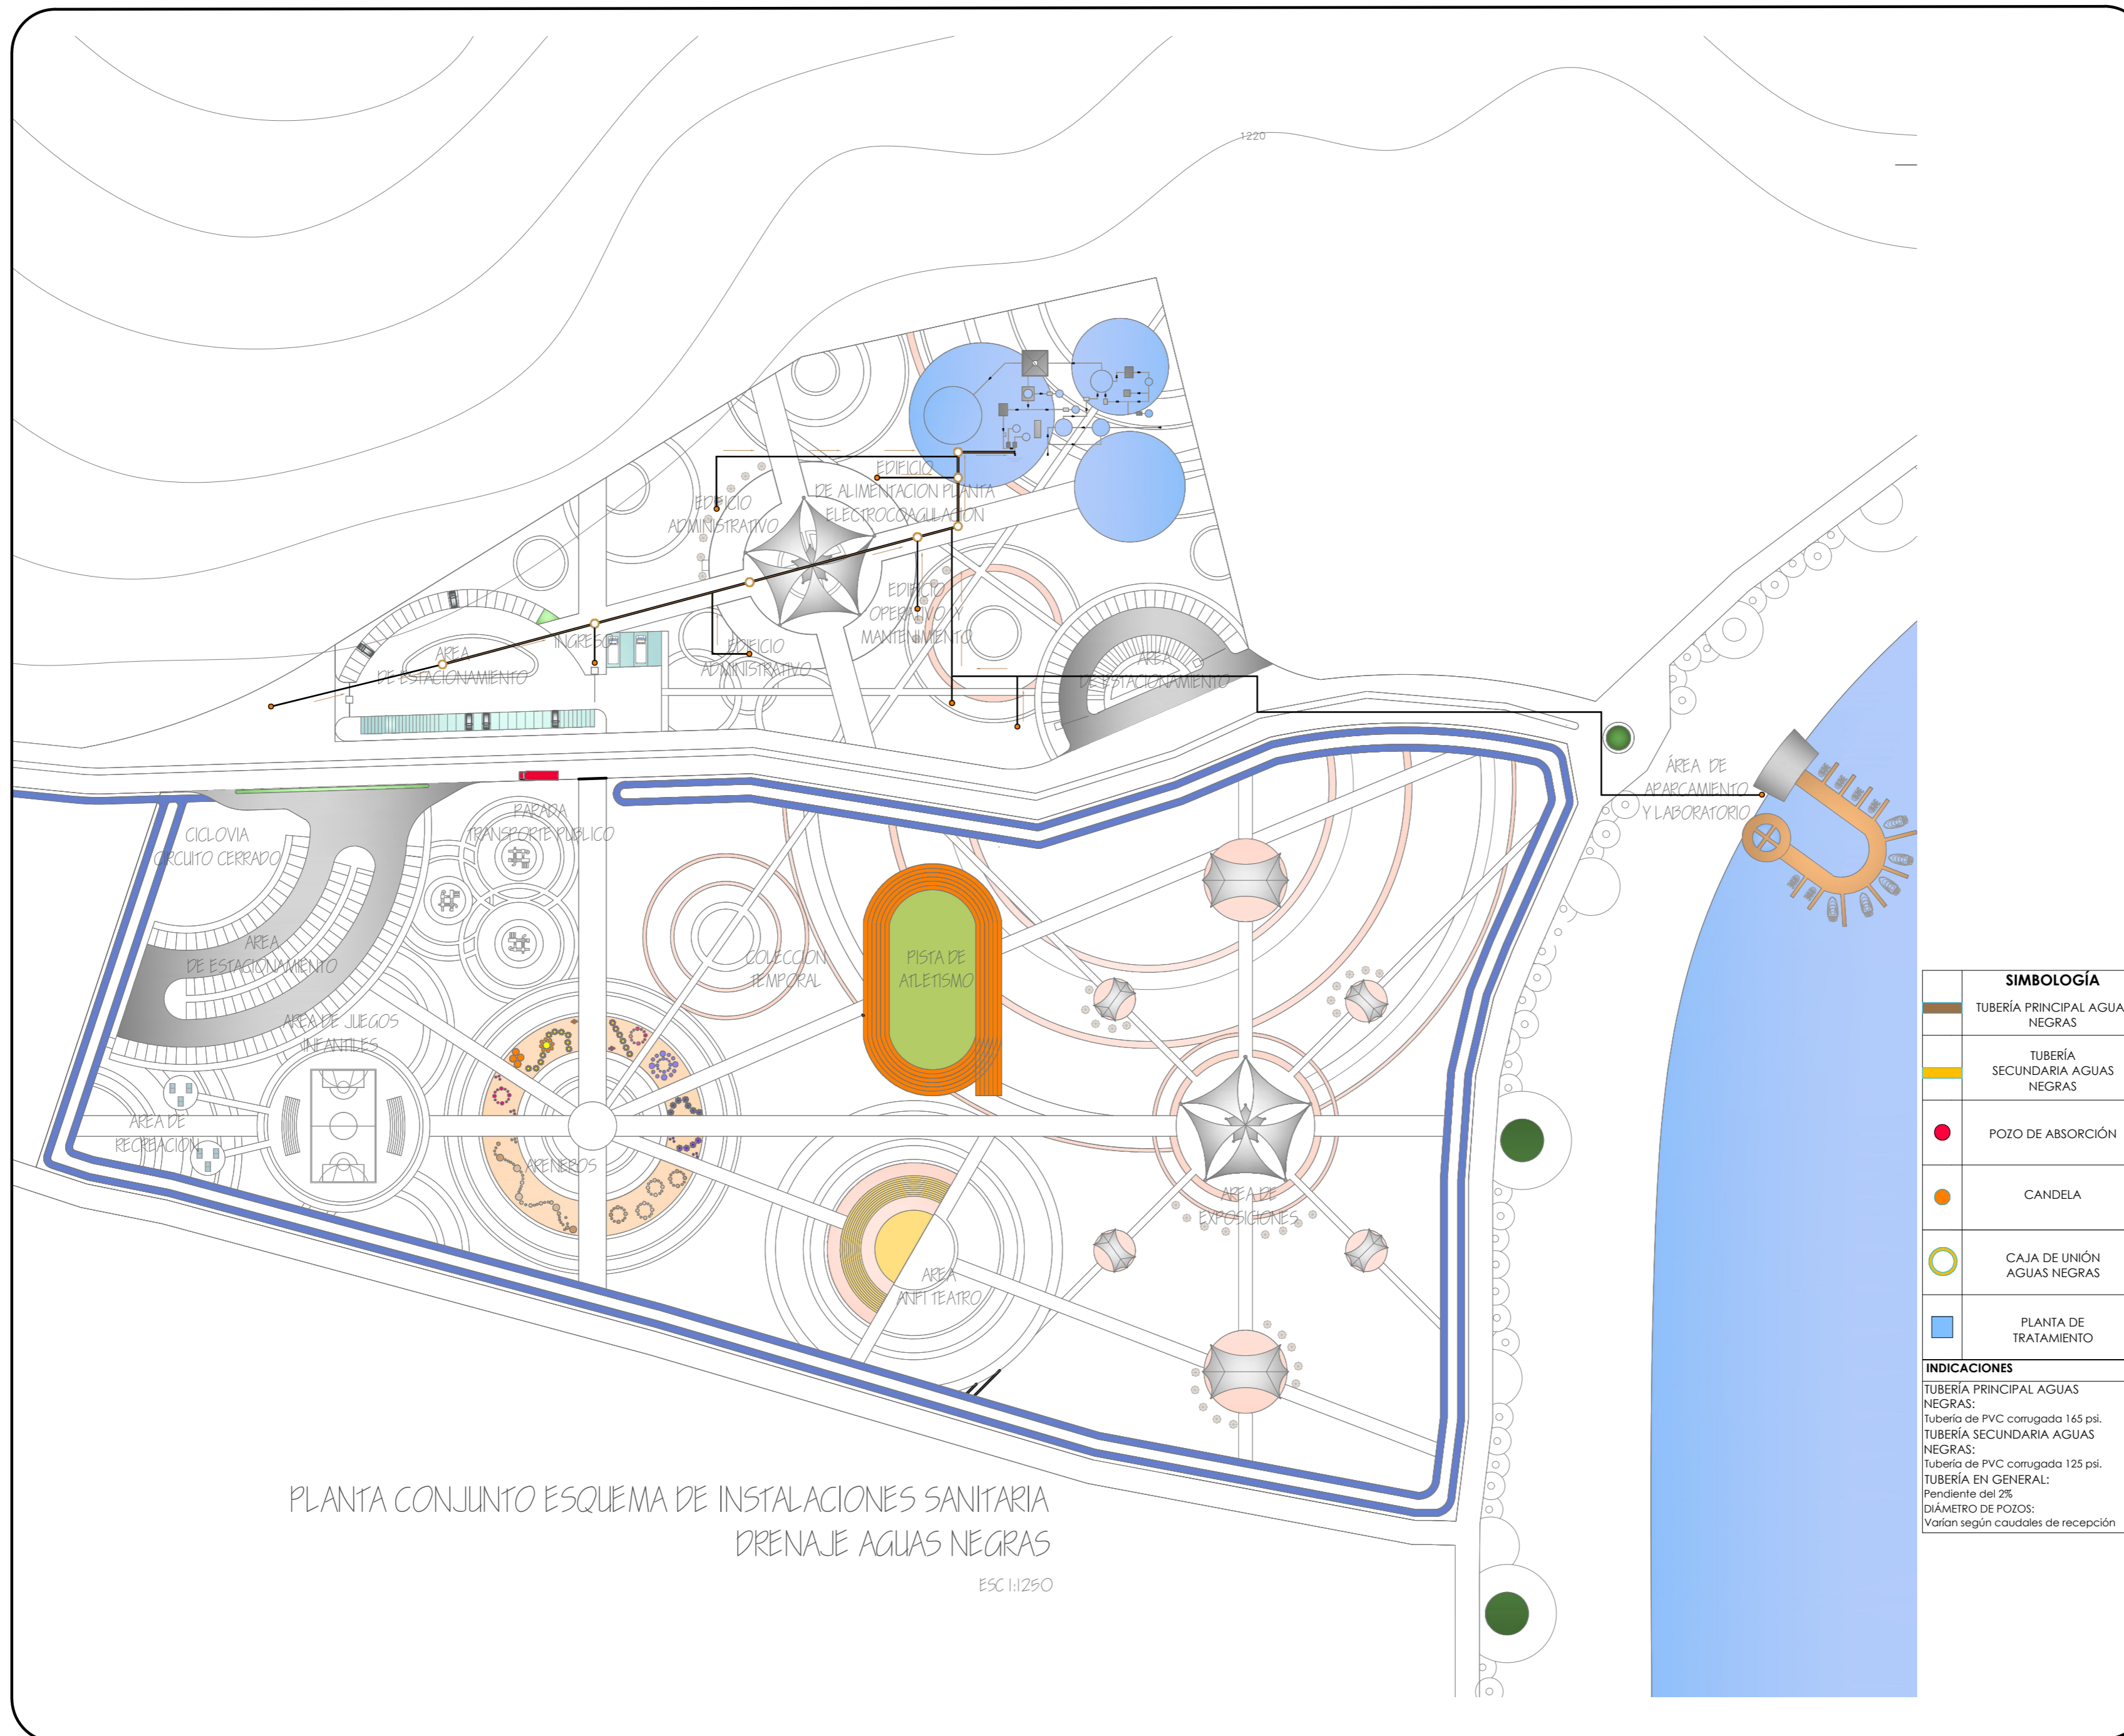 1220
EDIFICIO
DE ALIMENTACION PLANTA
ELECTROCOAGULACION
EDIFICIO
ADMINISTRATIVO
EDIFICIO
OPERATIVO Y
MANTENIMIENTO
INGRESO
AREA
DE ESTACIONAMIENTO
EDIFICIO
ADMINISTRATIVO
AREA
DE ESTACIONAMIENTO
ÁREA DE
APARCAMIENTO
Y LABORATORIO
CICLOVIA
CIRCUITO CERRADO
PARADA
TRANSPORTE PUBLICO
AREA
DE ESTACIONAMIENTO
COLECCION
TEMPORAL
PISTA DE
ATLETISMO
AREA DE JUEGOS
INFANTILES
AREA DE
RECREACION
ARENEROS
AREA DE
EXPOSICIONES
AREA
ANFITEATRO
SIMBOLOGÍA
TUBERÍA PRINCIPAL AGUA
NEGRAS
TUBERÍA
SECUNDARIA AGUAS
NEGRAS
POZO DE ABSORCIÓN
CANDELA
CAJA DE UNIÓN
AGUAS NEGRAS
PLANTA DE
TRATAMIENTO
INDICACIONES
TUBERÍA PRINCIPAL AGUAS
NEGRAS:
Tubería de PVC corrugada 165 psi.
TUBERÍA SECUNDARIA AGUAS
NEGRAS:
Tubería de PVC corrugada 125 psi.
TUBERÍA EN GENERAL:
Pendiente del 2%
DIÁMETRO DE POZOS:
Varían según caudales de recepción
PLANTA CONJUNTO ESQUEMA DE INSTALACIONES SANITARIA
DRENAJE AGUAS NEGRAS
ESC 1:1250